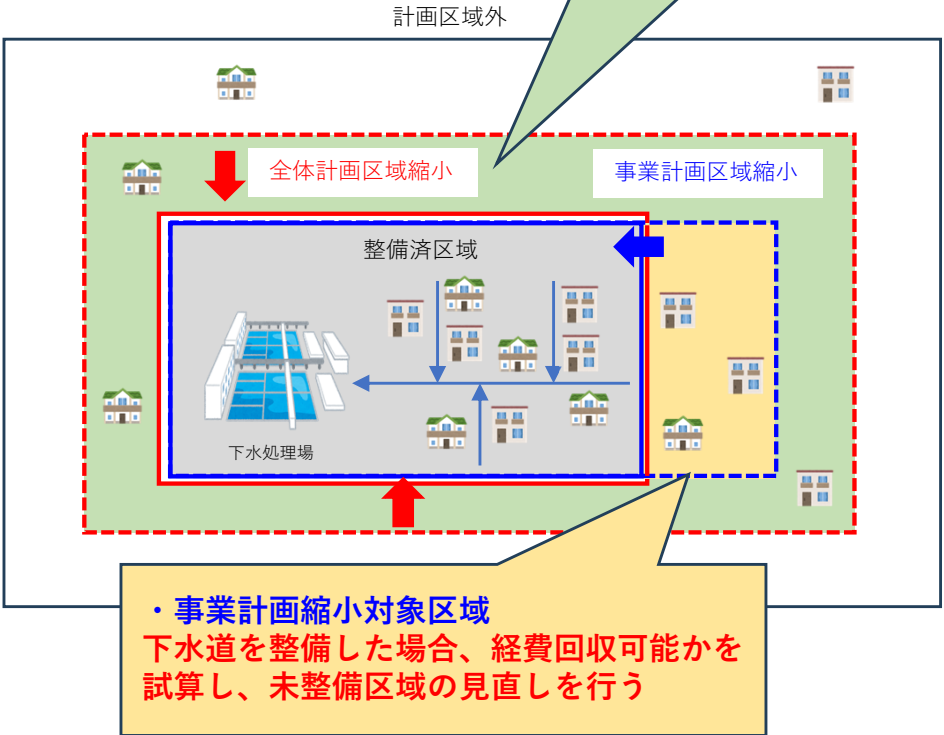 計画区域外
全体計画区域縮小
事業計画区域縮小
整備済区域
下水処理場
・事業計画縮小対象区域
下水道を整備した場合、経費回収可能かを
試算し、未整備区域の見直しを行う